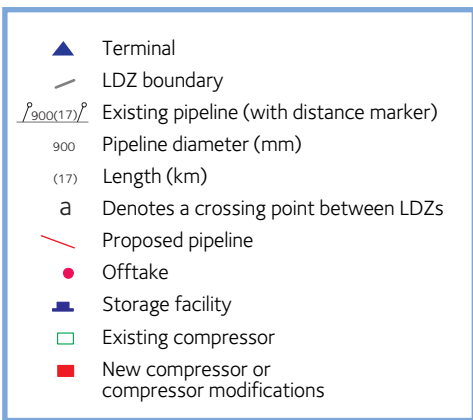 Terminal
LDZ boundary
900(17) Existing pipeline (with distance marker)
900 Pipeline diameter (mm)
(17) Length (km)
a Denotes a crossing point between LDZs
Proposed pipeline
Offtake
Storage facility
Existing compressor
New compressor or
compressor modifications